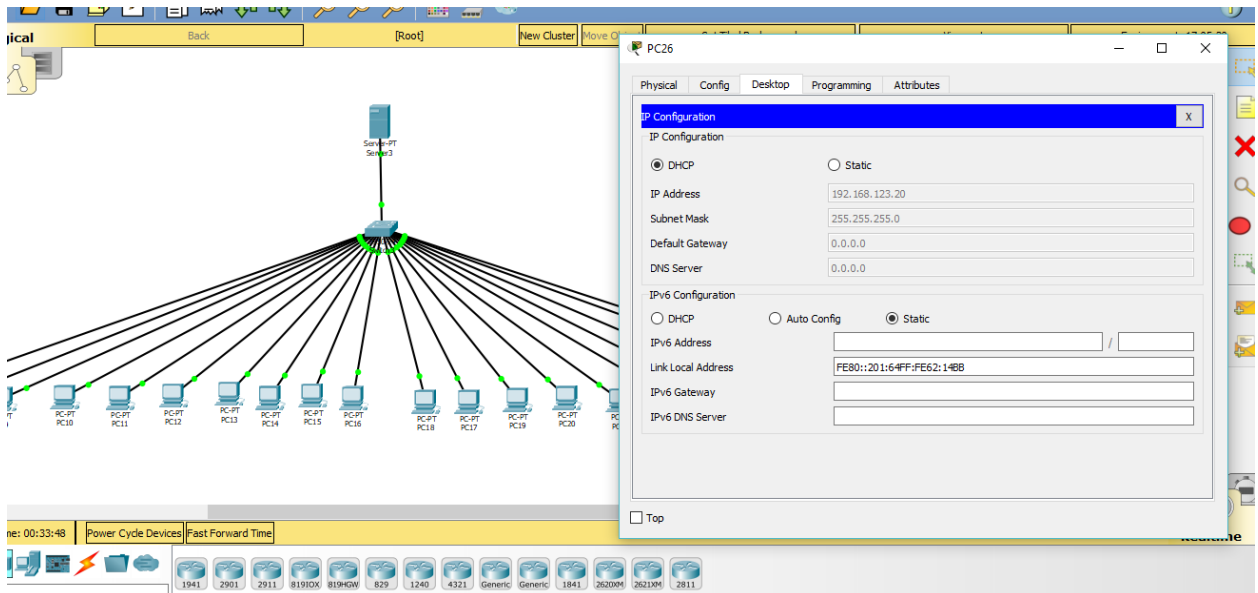 gical
Back
[Root]
New Cluster
PC26
Physical
Config
Desktop
Programming
Attributes
IP Configuration
X
IP Configuration
DHCP
Static
IP Address
192.168.123.20
Subnet Mask
255.255.255.0
Default Gateway
0.0.0.0
DNS Server
0.0.0.0
IPv6 Configuration
DHCP
Auto Config
Static
IPv6 Address
/
Link Local Address
FE80::201:64FF:FE62:14BB
IPv6 Gateway
IPv6 DNS Server
Top
Server-PT
Server3
PC-PT
PC10
PC-PT
PC11
PC-PT
PC12
PC-PT
PC13
PC-PT
PC14
PC-PT
PC15
PC-PT
PC16
PC-PT
PC18
PC-PT
PC17
PC-PT
PC19
PC-PT
PC20
me: 00:33:48
Power Cycle Devices
Fast Forward Time
Realtime
1941
2901
2911
819IOX
819HGW
829
1240
4321
Generic
Generic
1841
2620XM
2621XM
2811